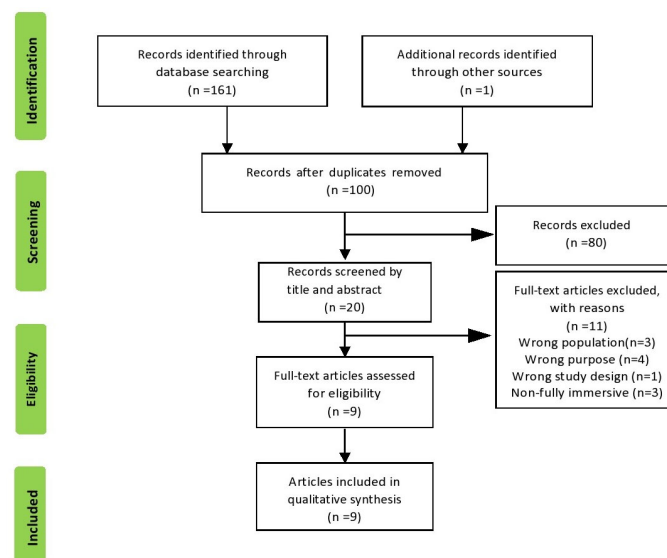 Identification
Records identified through
database searching
(n =161)
Additional records identified
through other sources
(n =1)
Records after duplicates removed
(n =100)
Screening
Records excluded
(n =80)
Records screened by
title and abstract
(n =20)
Full-text articles excluded,
with reasons
(n =11)
Wrong population(n=3)
Wrong purpose (n=4)
Wrong study design (n=1)
Non-fully immersive (n=3)
Eligibility
Full-text articles assessed
for eligibility
(n =9)
Included
Articles included in
qualitative synthesis
(n =9)